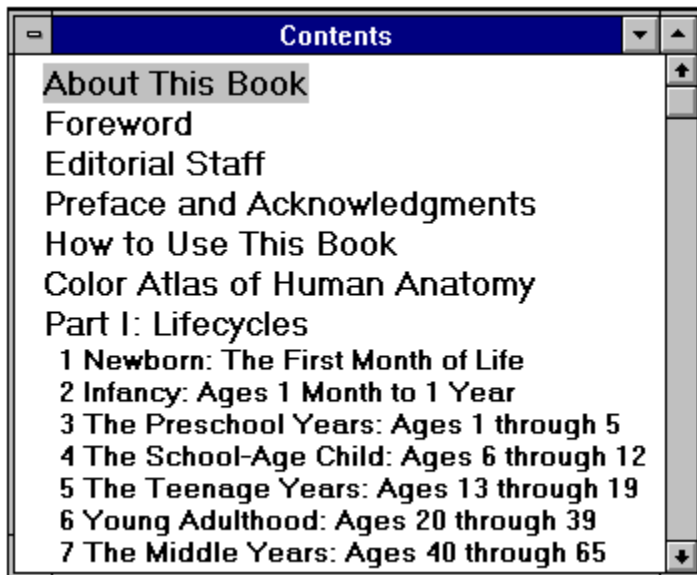 Contents
About This Book
Foreword
Editorial Staff
Preface and Acknowledgments
How to Use This Book
Color Atlas of Human Anatomy
Part I: Lifecycles
1 Newborn: The First Month of Life
2 Infancy: Ages 1 Month to 1 Year
3 The Preschool Years: Ages 1 through 5
4 The School-Age Child: Ages 6 through 12
5 The Teenage Years: Ages 13 through 19
6 Young Adulthood: Ages 20 through 39
7 The Middle Years: Ages 40 through 65